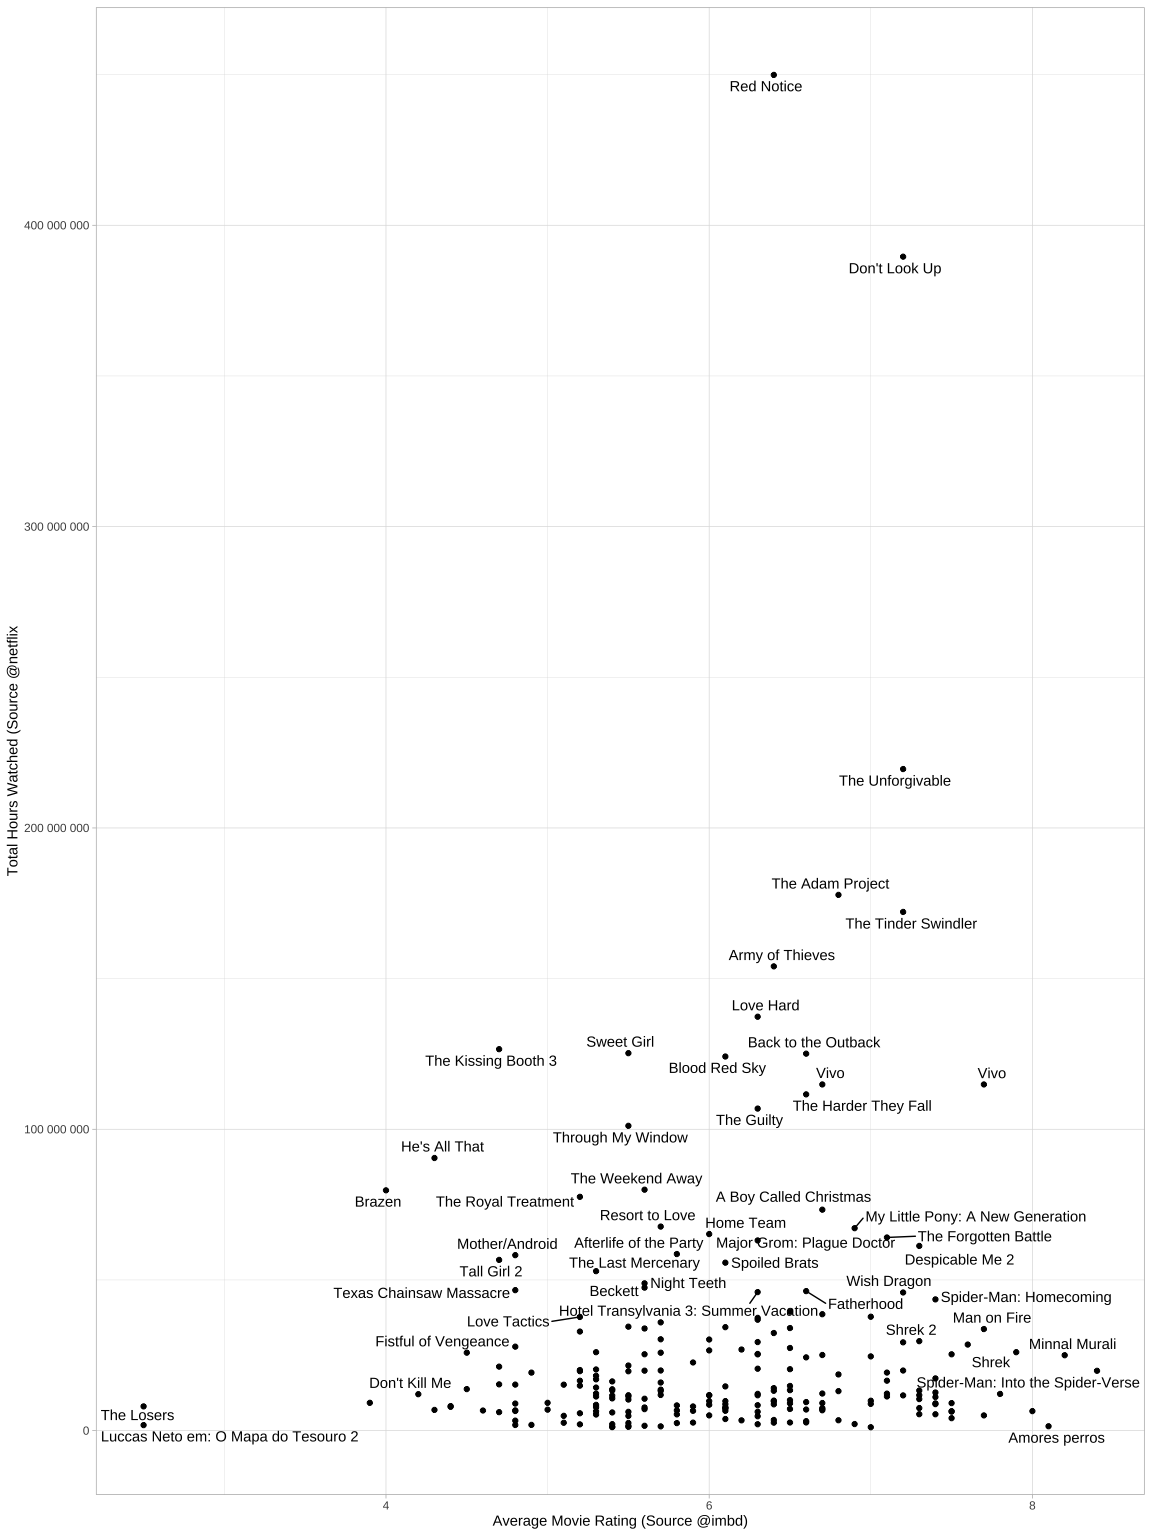 Red Notice
400 000 000
Don't Look Up
300 000 000
Total Hours Watched (Source @netflix
The Unforgivable
200 000 000
The Adam Project
The Tinder Swindler
Army of Thieves
Love Hard
Sweet Girl
Back to the Outback
The Kissing Booth 3
Blood Red Sky
Vivo
Vivo
The Harder They Fall
The Guilty
100 000 000
Through My Window
He's All That
The Weekend Away
Brazen
The Royal Treatment
A Boy Called Christmas
Resort to Love
My Little Pony: A New Generation
Home Team
The Forgotten Battle
Mother/Android
Afterlife of the Party
Major Grom: Plague Doctor
Despicable Me 2
The Last Mercenary
Spoiled Brats
Tall Girl 2
Night Teeth
Wish Dragon
Beckett
Texas Chainsaw Massacre
Spider-Man: Homecoming
Fatherhood
Hotel Transylvania 3: Summer Vacation
Man on Fire
Love Tactics
Shrek 2
Fistful of Vengeance
Minnal Murali
Shrek
Don't Kill Me
Spider-Man: Into the Spider-Verse
The Losers
0
Luccas Neto em: O Mapa do Tesouro 2
Amores perros
4
6
8
Average Movie Rating (Source @imbd)